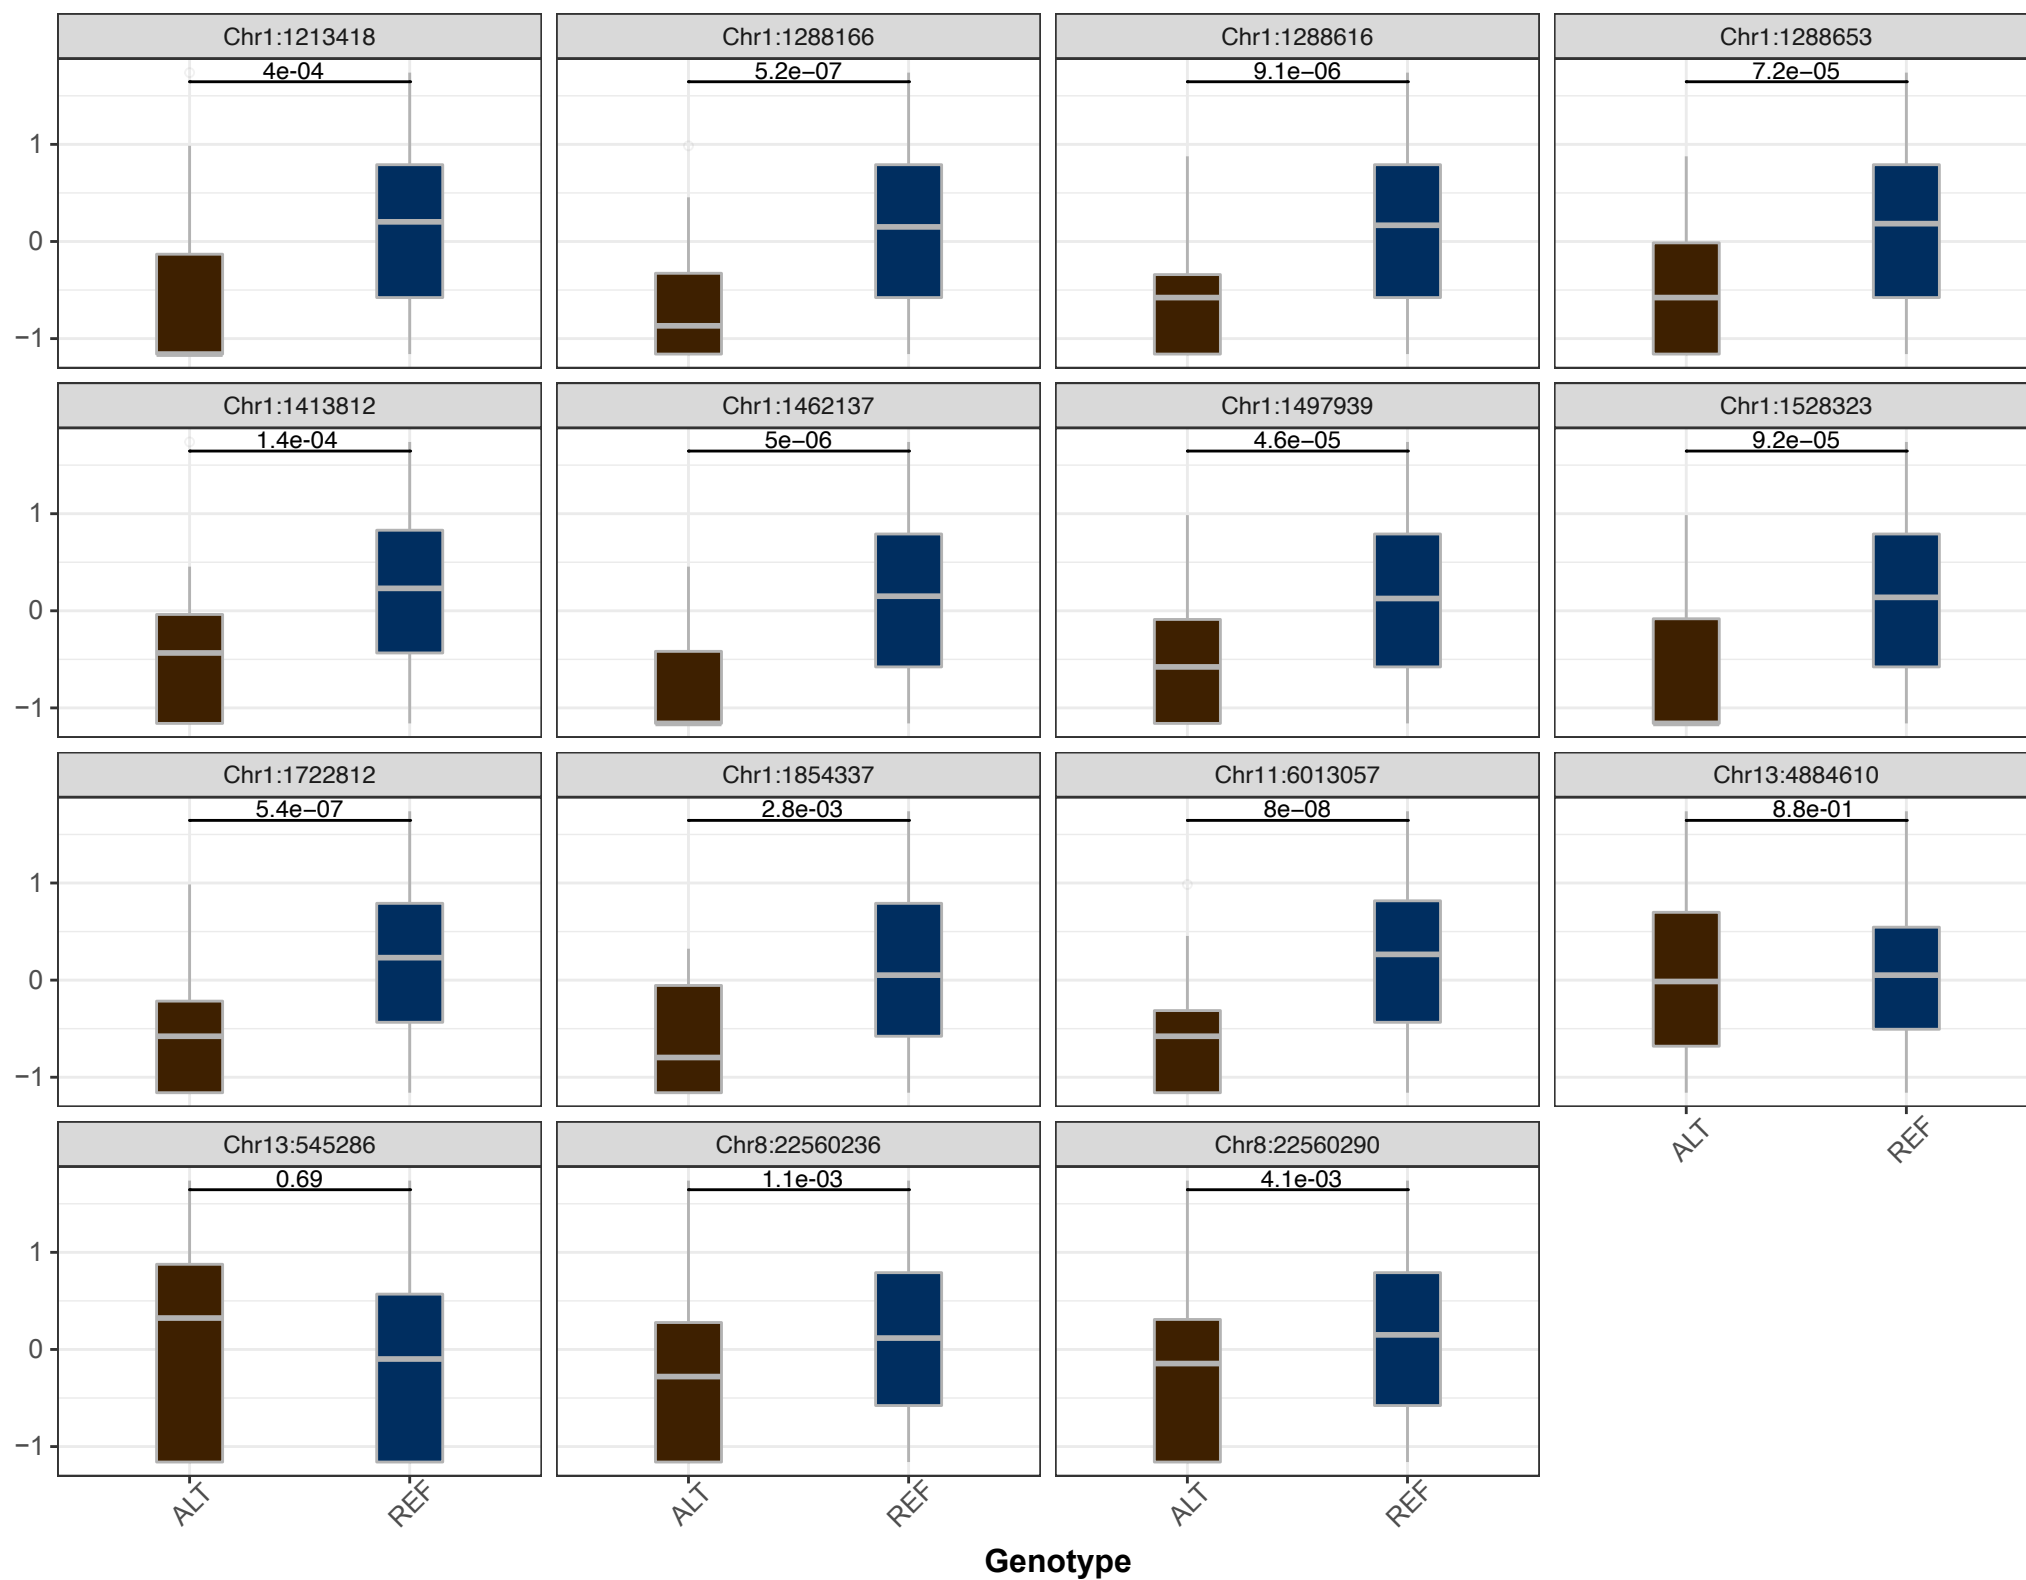 Chr1:1213418 Chr1:1288166 Chr1:1288616 Chr1:1288653
4e-04 5.2e−07 9.1e−06 7.2e−05
1
0
−1
Chr1:1413812 Chr1:1462137 Chr1:1497939 Chr1:1528323
1.4e-04 5e−06 4.6e−05 9.2e−05
1
0
−1
Chr1:1722812 Chr1:1854337 Chr11:6013057 Chr13:4884610
5.4e−07 2.8e-03 8e−08 8.8e-01
1
0
−1
ALT REF
Chr13:545286 Chr8:22560236 Chr8:22560290
0.69 1.1e-03 4.1e-03
1
0
−1
ALT REF ALT REF ALT REF
Genotype